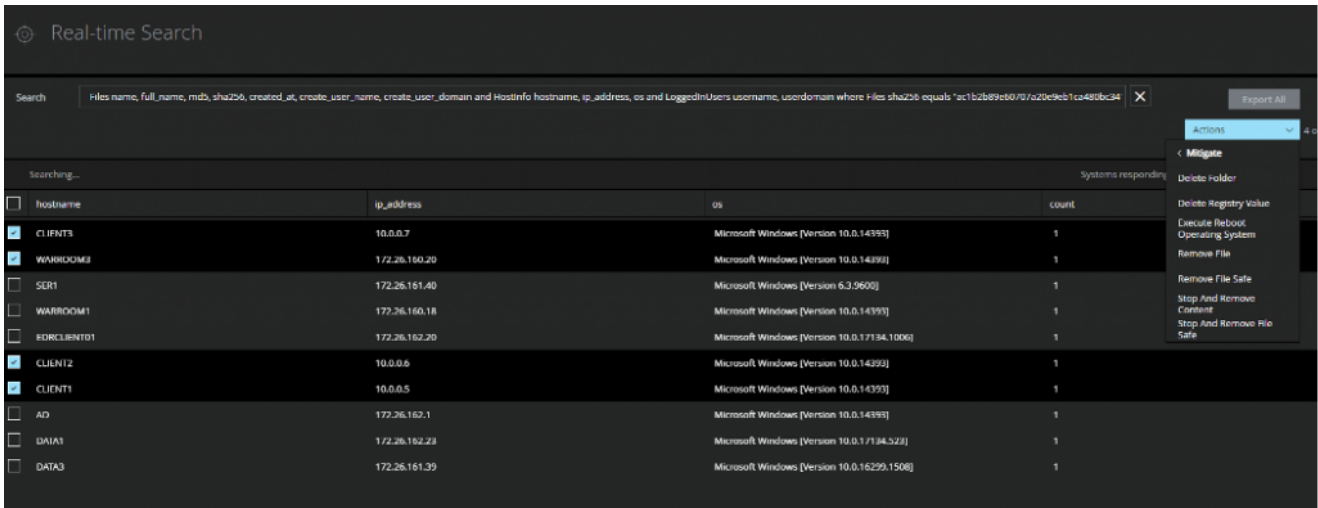 Real-time Search
Search Files name, full_name, md5, sha256, created_at, create_user_name, create_user_domain and HostInfo hostname, ip_address, os and LoggedInUsers username, userdomain where Files sha256 equals "ac1b2b89e60707a20e9eb1ca480bc34 Export All
Actions 4 o
Mitigate
Searching... Systems responding
Delete Folder
hostname ip_address os count
Delete Registry Value
CLIENT3 10.0.0.7 Microsoft Windows [Version 10.0.14393] 1
Execute Reboot
Operating System
WARROOM3 172.26.160.20 Microsoft Windows [Version 10.0.14393] 1
Remove File
SER1 172.26.161.40 Microsoft Windows [Version 6.3.9600] 1
Remove File Safe
WARROOM1 172.26.160.18 Microsoft Windows [Version 10.0.14393] 1
Stop And Remove
Content
EDRCLIENT01 172.26.162.20 Microsoft Windows [Version 10.0.17134.1006] 1
Stop And Remove File
Safe
CLIENT2 10.0.0.6 Microsoft Windows [Version 10.0.14393] 1
CLIENT1 10.0.0.5 Microsoft Windows [Version 10.0.14393] 1
AD 172.26.162.1 Microsoft Windows [Version 10.0.14393] 1
DATA1 172.26.162.23 Microsoft Windows [Version 10.0.17134.523] 1
DATA3 172.26.161.39 Microsoft Windows [Version 10.0.16299.1508] 1